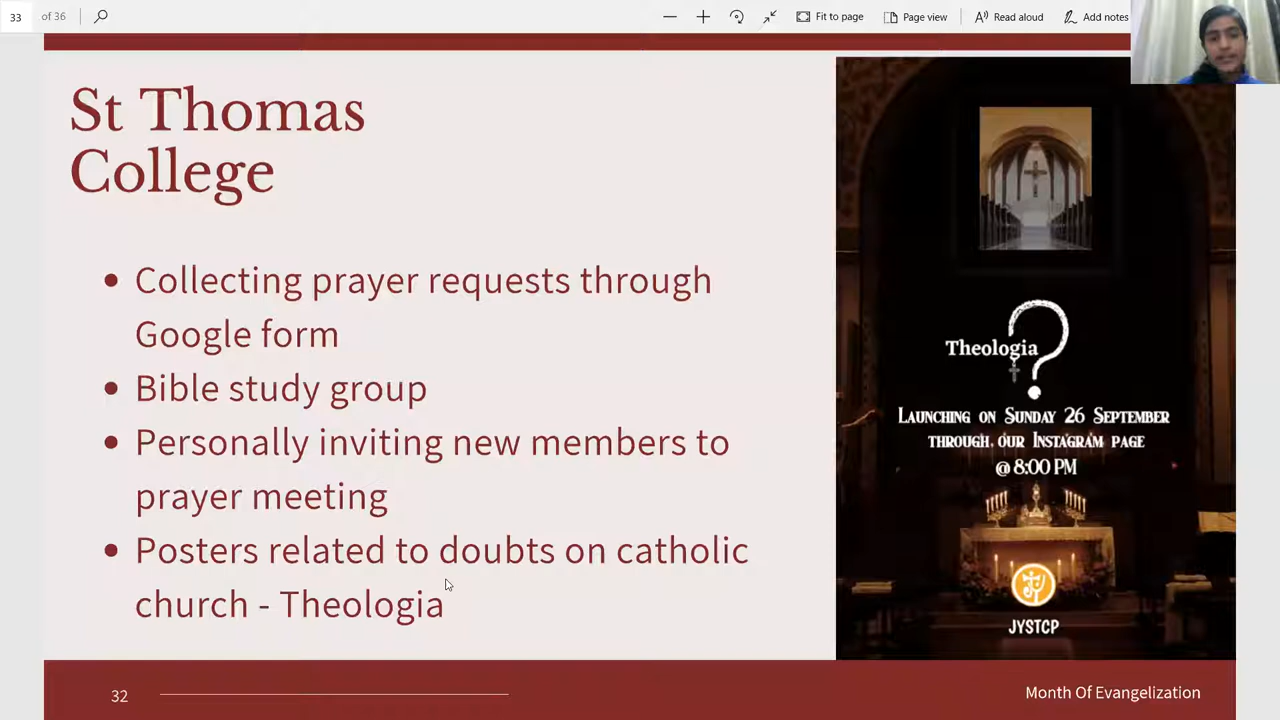 33 of 36
Fit to page
Page view
Read aloud
Add notes
St Thomas
College
• Collecting prayer requests through
Google form
• Bible study group
• Personally inviting new members to
prayer meeting
• Posters related to doubts on catholic
church - Theologia
Theologia?
Launching on Sunday 26 September
through our Instagram page
@ 8:00 PM
JYSTCP
32
Month Of Evangelization